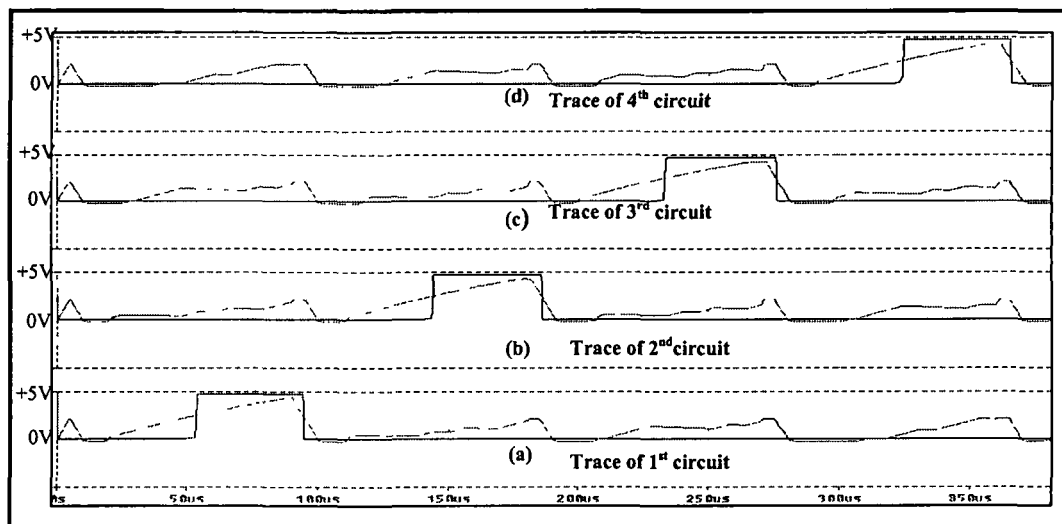 +5V
0V
(d) Trace of 4th circuit
+5V
0V
(c) Trace of 3rd circuit
+5V
0V
(b) Trace of 2nd circuit
+5V
0V
(a) Trace of 1st circuit
0s 50us 100us 150us 200us 250us 300us 350us